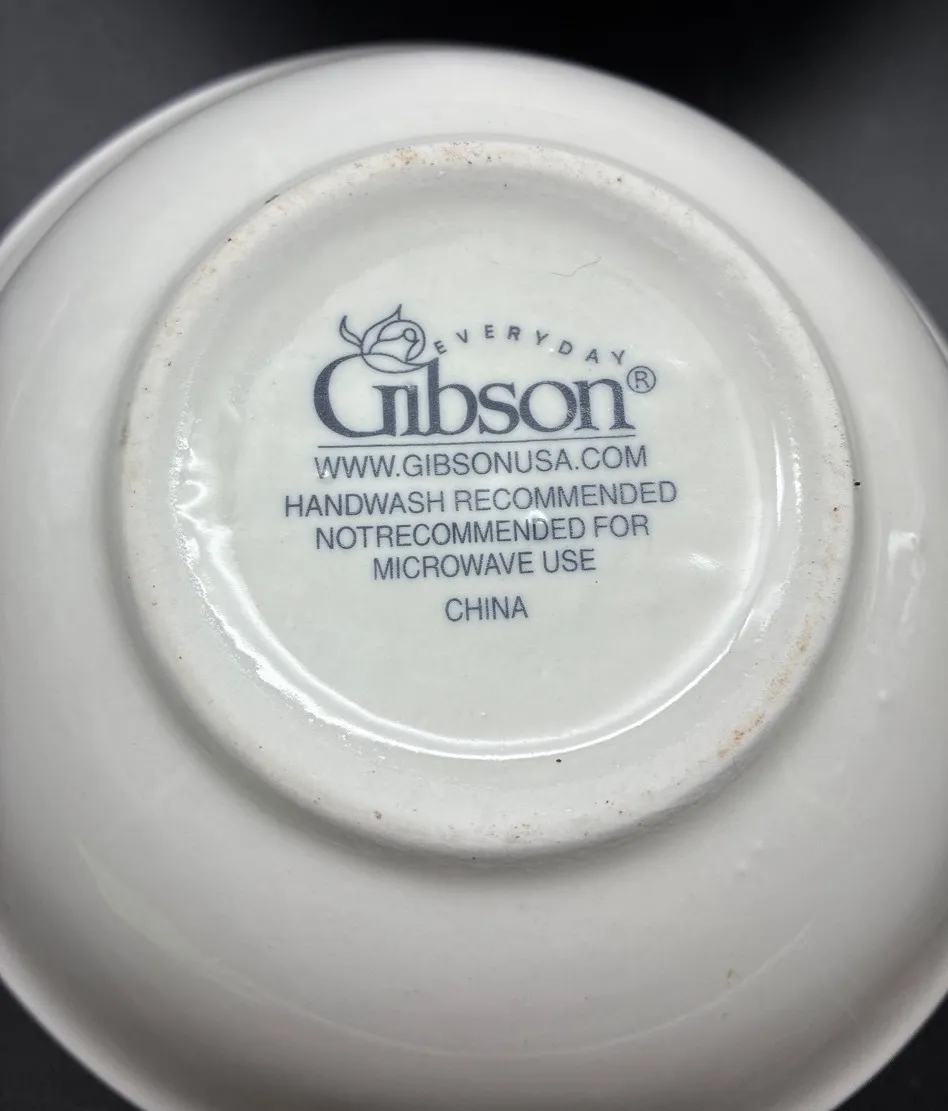 EVERYDAY
Gibson®
WWW.GIBSONUSA.COM
HANDWASH RECOMMENDED
NOTRECOMMENDED FOR
MICROWAVE USE
CHINA